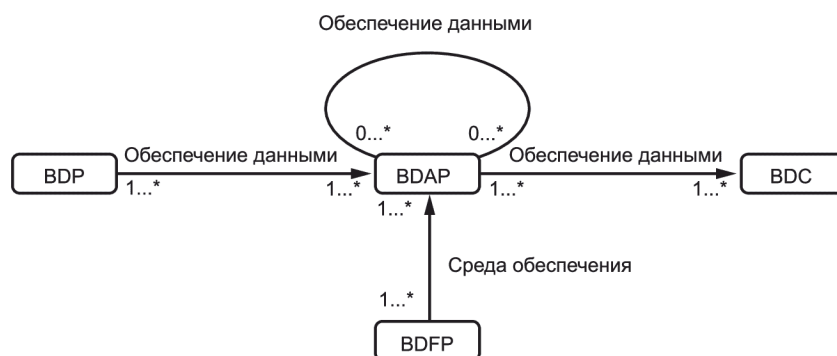 Обеспечение данными
0...* 0...*
Обеспечение данными Обеспечение данными
BDP BDAP BDC
1...* 1...* 1...* 1...*
1...*
Среда обеспечения
1...*
BDFP